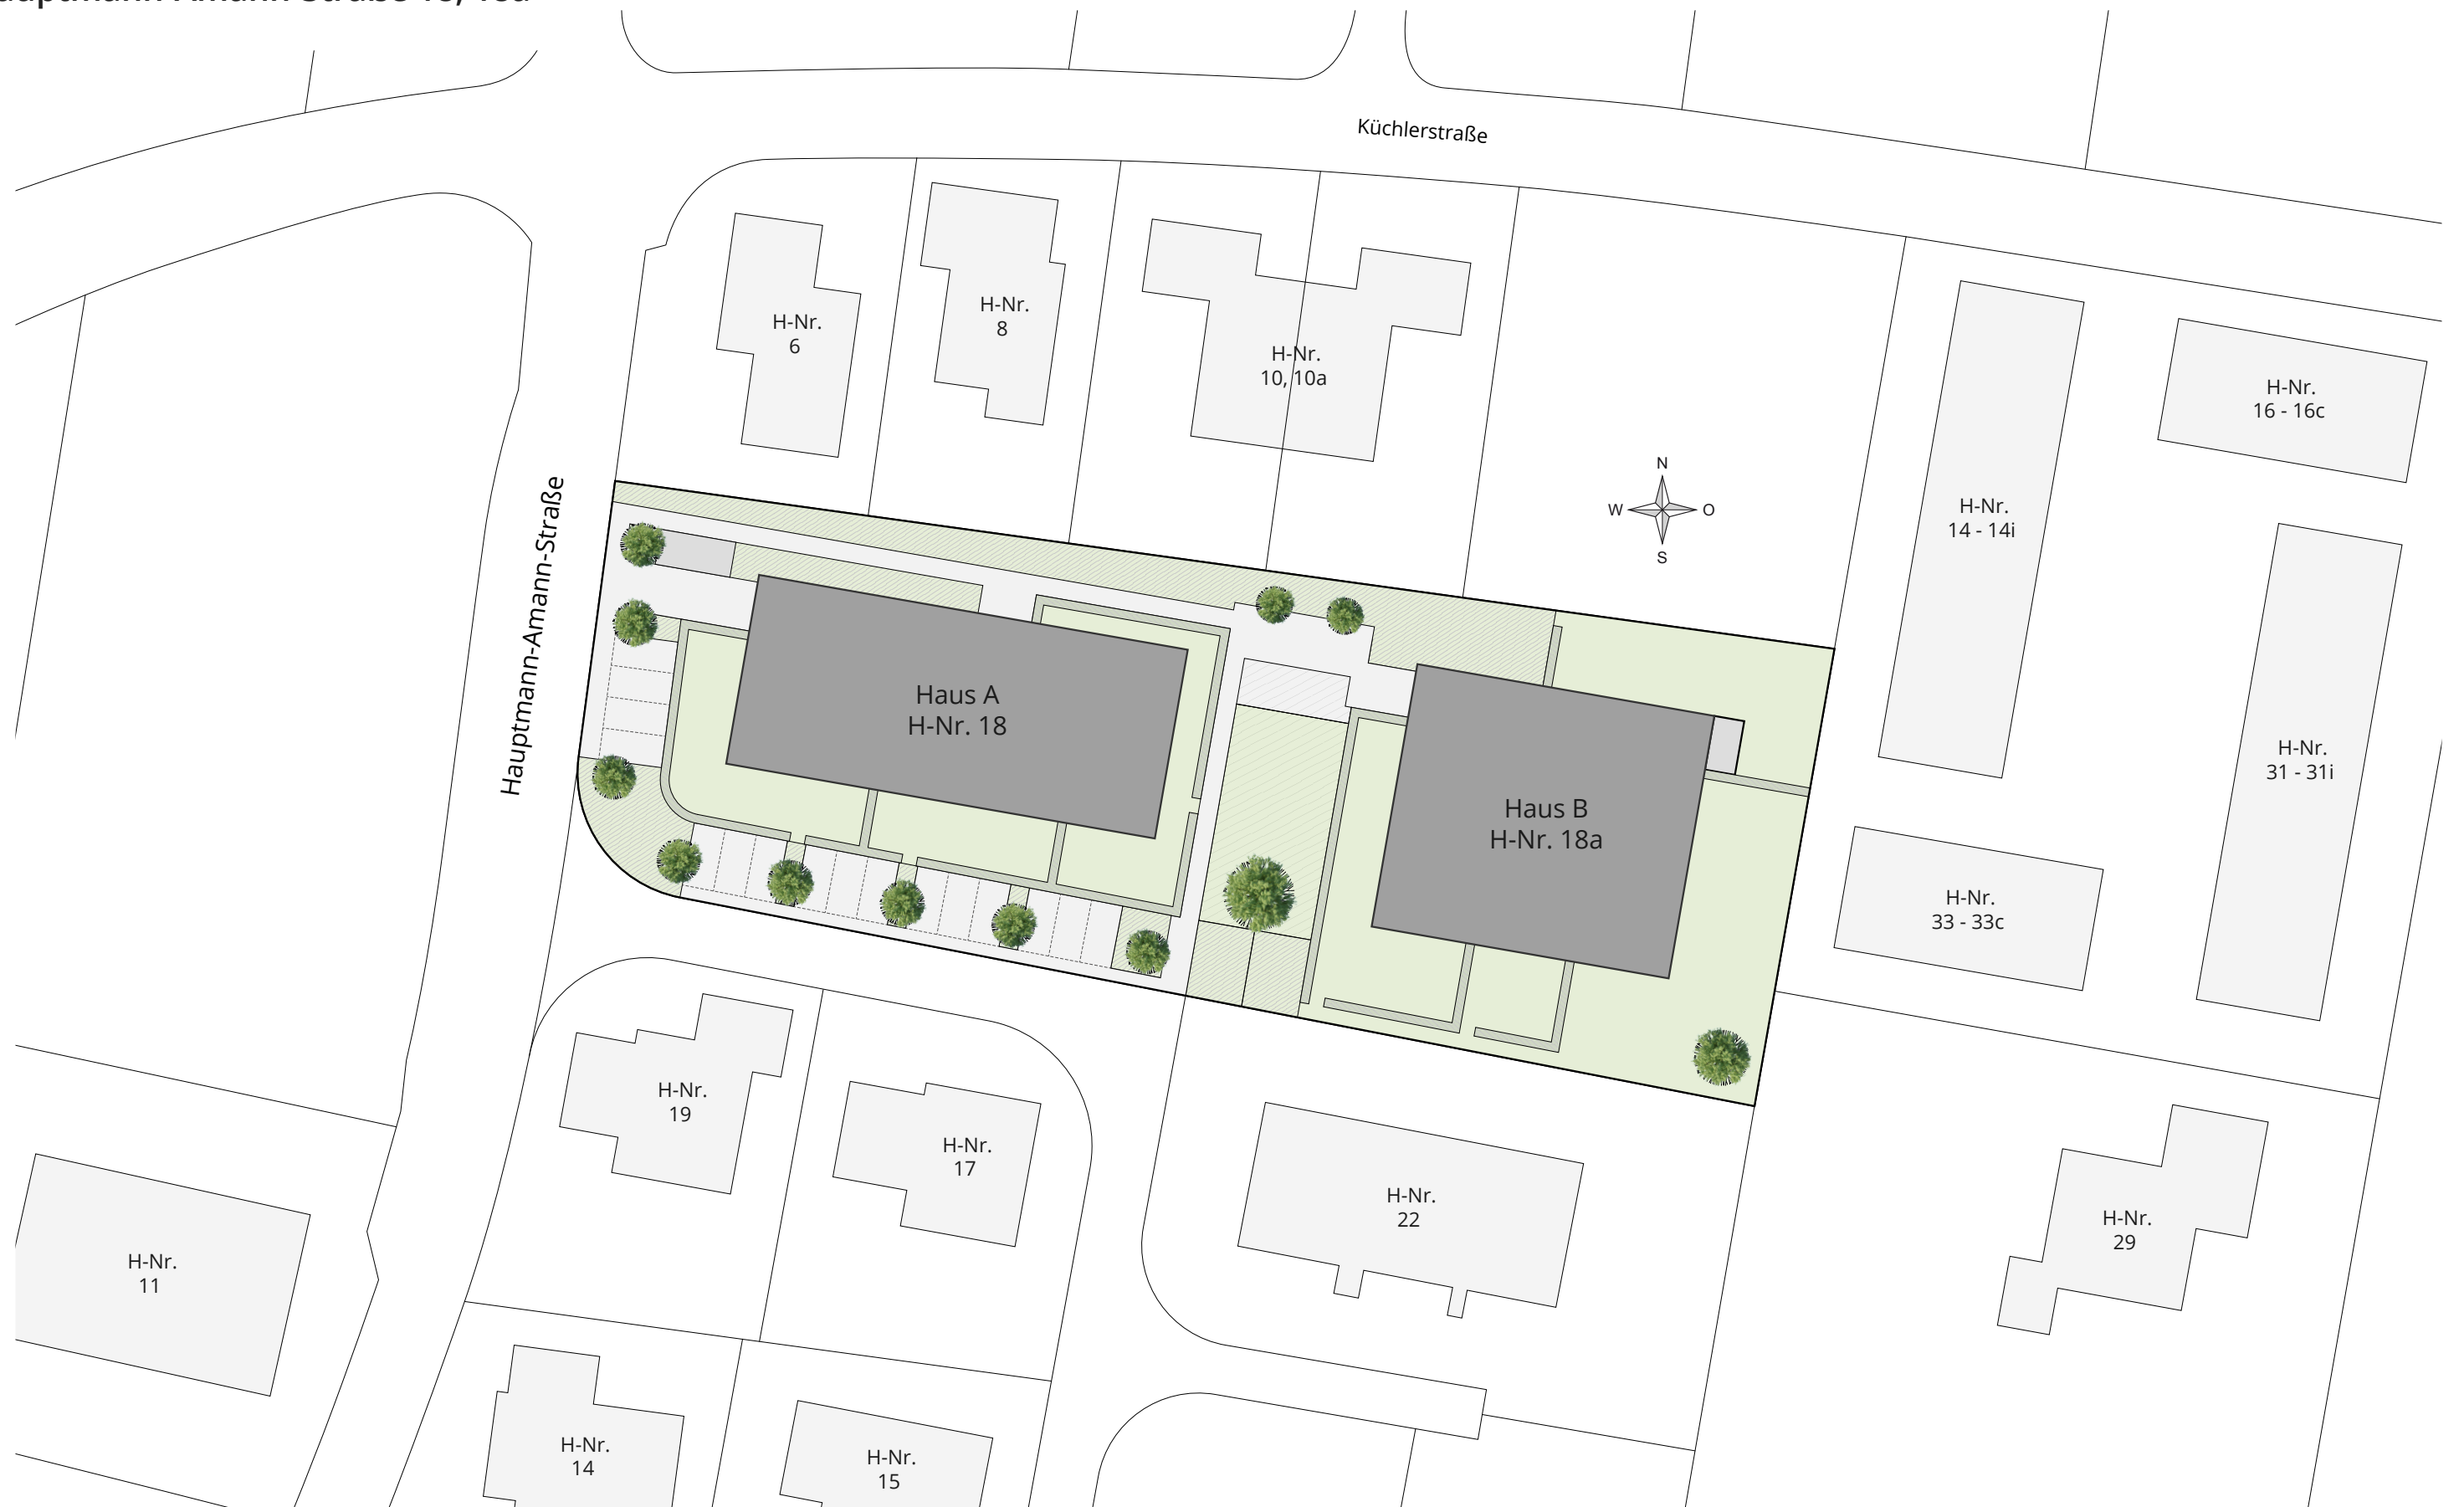 Küchlerstraße
H-Nr.
6
H-Nr.
8
H-Nr.
10, 10a
H-Nr.
14 - 14i
H-Nr.
16 - 16c
N
W
O
S
Hauptmann-Amann-Straße
Haus A
H-Nr. 18
Haus B
H-Nr. 18a
H-Nr.
31 - 31i
H-Nr.
33 - 33c
H-Nr.
19
H-Nr.
17
H-Nr.
22
H-Nr.
29
H-Nr.
11
H-Nr.
14
H-Nr.
15